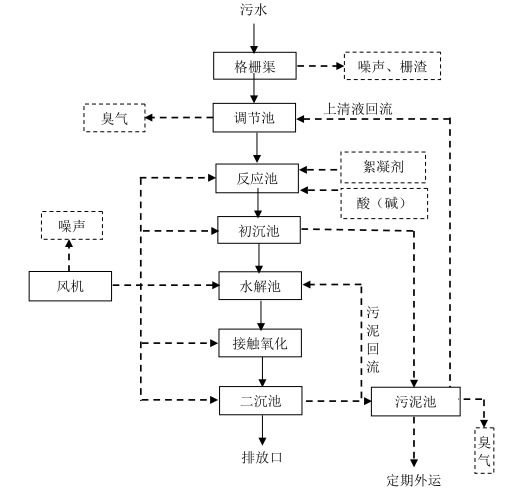 污水
格栅渠
噪声、栅渣
臭气
调节池
上清液回流
反应池
絮凝剂
酸（碱）
噪声
初沉池
风机
水解池
污
泥
回
流
接触氧化
二沉池
污泥池
排放口
臭
气
定期外运